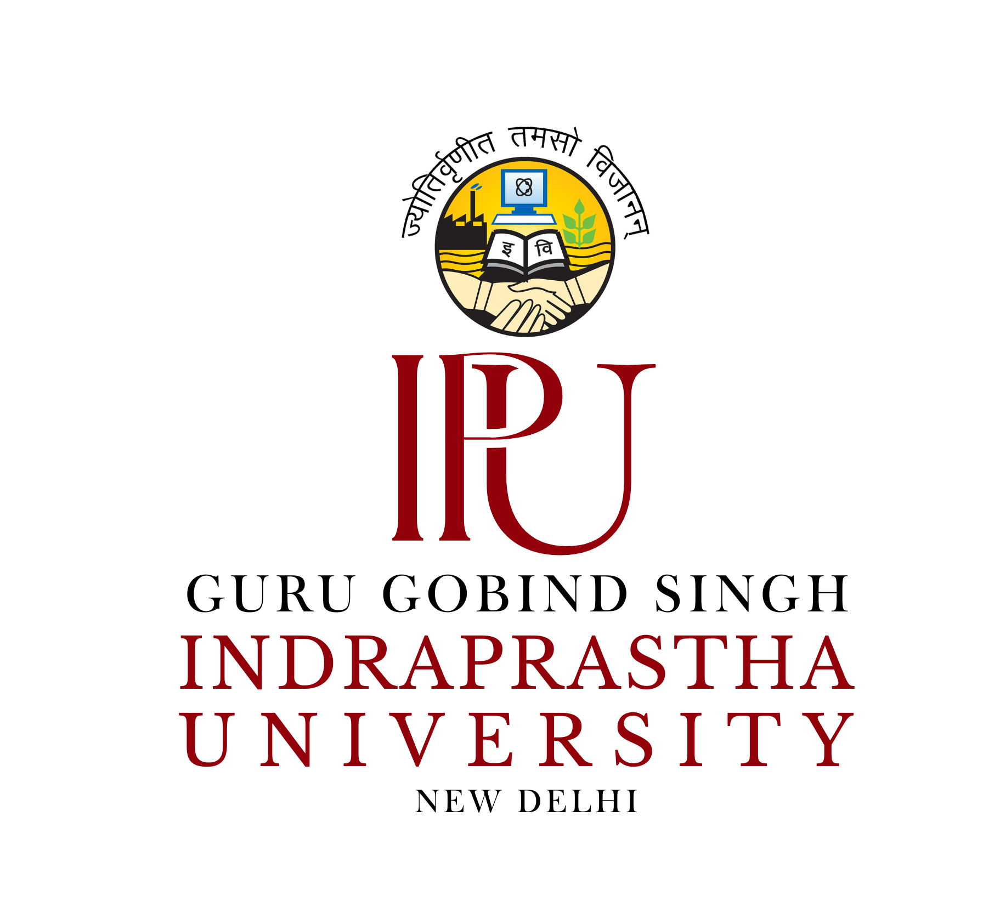 ज्योतिर्वृणीत तमसो विजानन्
इ वि
IPU
GURU GOBIND SINGH
INDRAPRASTHA
UNIVERSITY
NEW DELHI